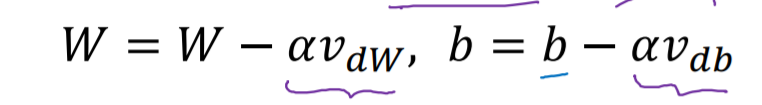 W = W − αv_{dW}, b = b − αv_{db}